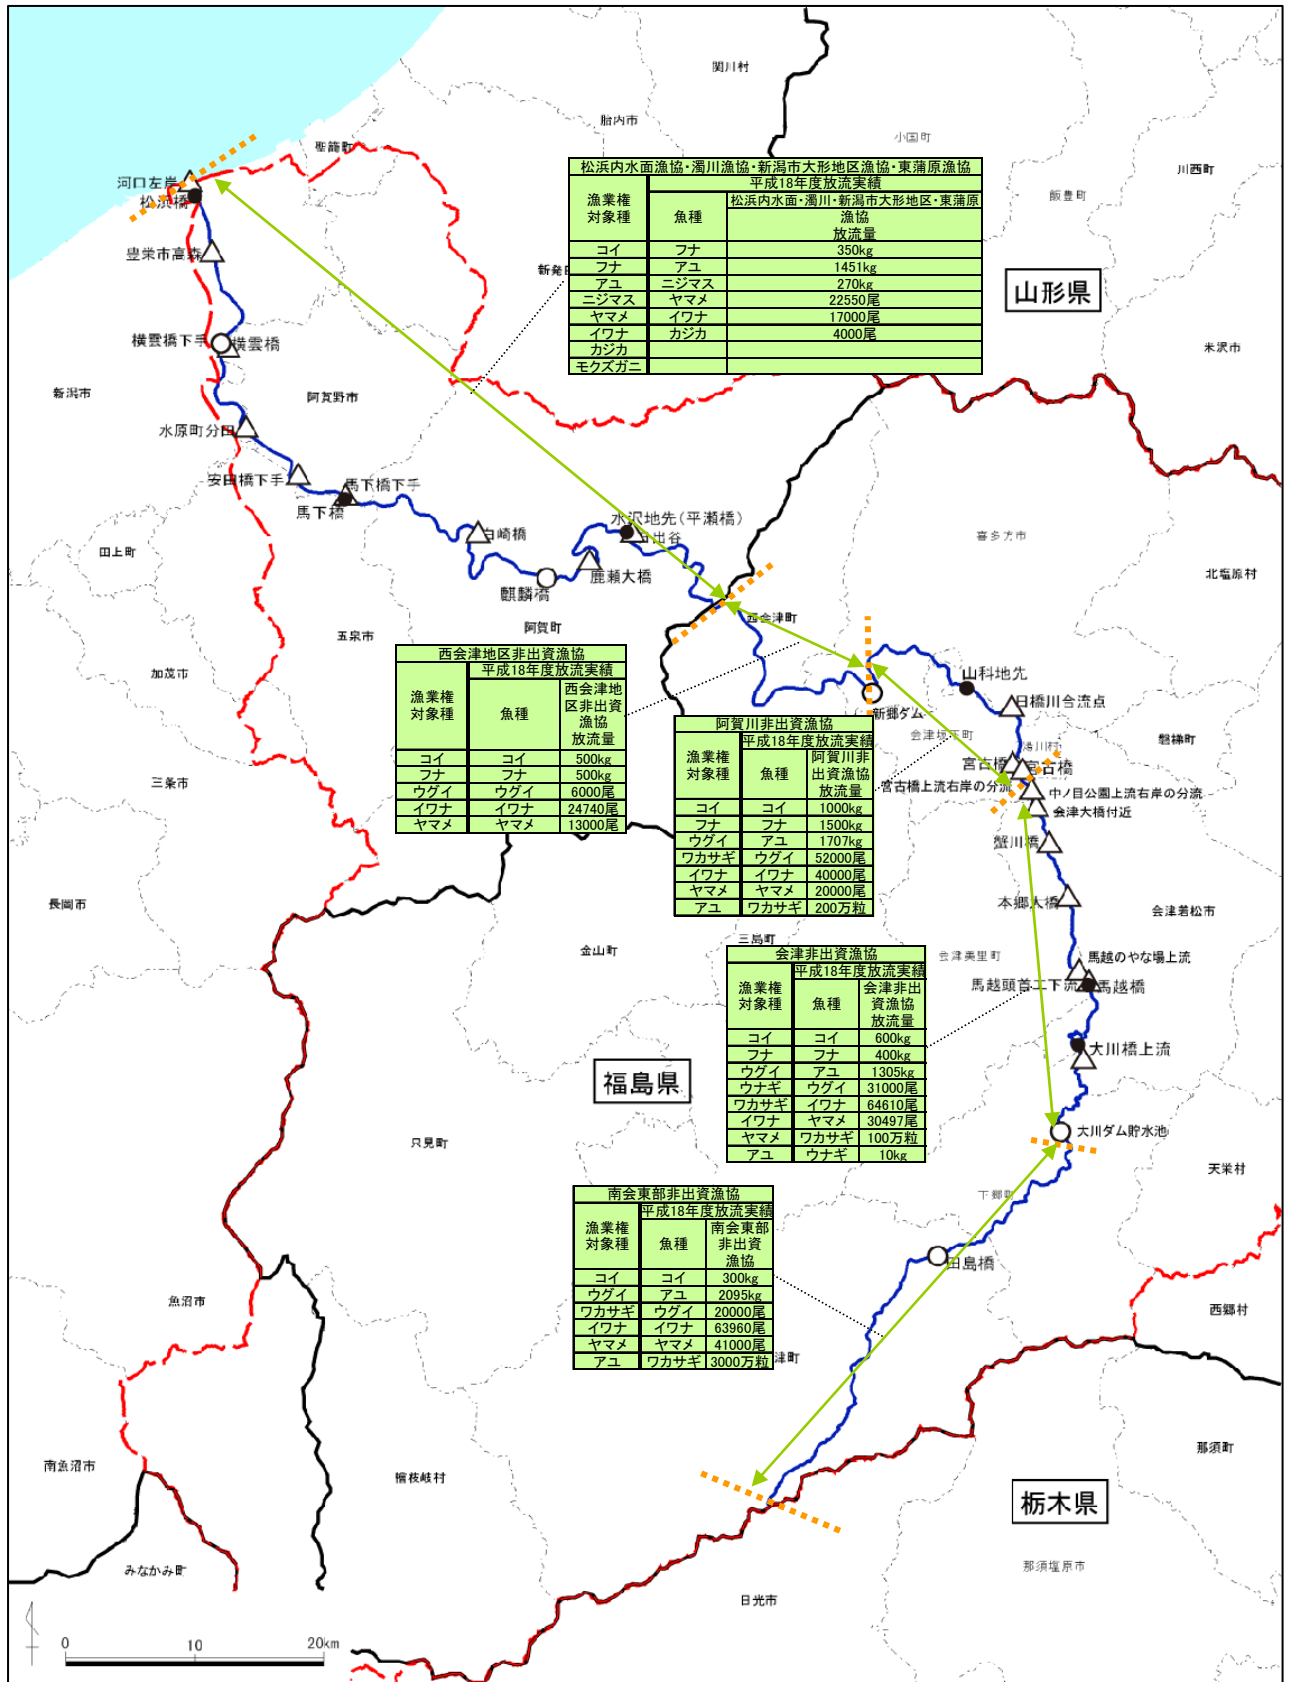 関川村
胎内市
小国町
聖籠町
川西町
飯豊町
河口左岸
松浜橋
豊栄市高森
山形県
横雲橋下手
横雲橋
米沢市
新潟市
阿賀野市
水原町分田
安田橋下手
馬下橋下手
馬下橋
水沢地先(平瀬橋)
喜多方市
田上町
麒麟橋
鹿瀬大橋
北塩原村
阿賀町
西会津町
五泉市
加茂市
山科地先
日橋川合流点
新郷ダム
会津坂下町
湯川村
磐梯町
宮古橋
宮古橋
宮古橋上流右岸の分流
中ノ目公園上流右岸の分流
会津大橋付近
三条市
蟹川橋
本郷大橋
長岡市
会津若松市
三島町
金山町
会津美里町
馬越のやな場上流
馬越頭首工下流
馬越橋
大川橋上流
福島県
大川ダム貯水池
只見町
天栄村
下郷町
田島橋
魚沼市
西郷村
津町
南魚沼市
檜枝岐村
那須町
栃木県
みなかみ町
那須塩原市
日光市
0 10 20km
松浜内水面漁協・濁川漁協・新潟市大形地区漁協・東蒲原漁協
漁業権対象種 平成18年度放流実績
魚種 松浜内水面・濁川・新潟市大形地区・東蒲原漁協放流量
コイ フナ 350kg
フナ アユ 1451kg
アユ ニジマス 270kg
ニジマス ヤマメ 22550尾
ヤマメ イワナ 17000尾
イワナ カジカ 4000尾
カジカ
モクズガニ
西会津地区非出資漁協
漁業権対象種 平成18年度放流実績
魚種 西会津地区非出資漁協放流量
コイ コイ 500kg
フナ フナ 500kg
ウグイ ウグイ 6000尾
イワナ イワナ 24740尾
ヤマメ ヤマメ 13000尾
阿賀川非出資漁協
漁業権対象種 平成18年度放流実績
魚種 阿賀川非出資漁協放流量
コイ コイ 1000kg
フナ フナ 1500kg
ウグイ アユ 1707kg
ワカサギ ウグイ 52000尾
イワナ イワナ 40000尾
ヤマメ ヤマメ 20000尾
アユ ワカサギ 200万粒
会津非出資漁協
漁業権対象種 平成18年度放流実績
魚種 会津非出資漁協放流量
コイ コイ 600kg
フナ フナ 400kg
ウグイ アユ 1305kg
ウナギ ウグイ 31000尾
ワカサギ イワナ 64610尾
イワナ ヤマメ 30497尾
ヤマメ ワカサギ 100万粒
アユ ウナギ 10kg
南会東部非出資漁協
漁業権対象種 平成18年度放流実績
魚種 南会東部非出資漁協
コイ コイ 300kg
ウグイ アユ 2095kg
ワカサギ ウグイ 20000尾
イワナ イワナ 63960尾
ヤマメ ヤマメ 41000尾
アユ ワカサギ 3000万粒